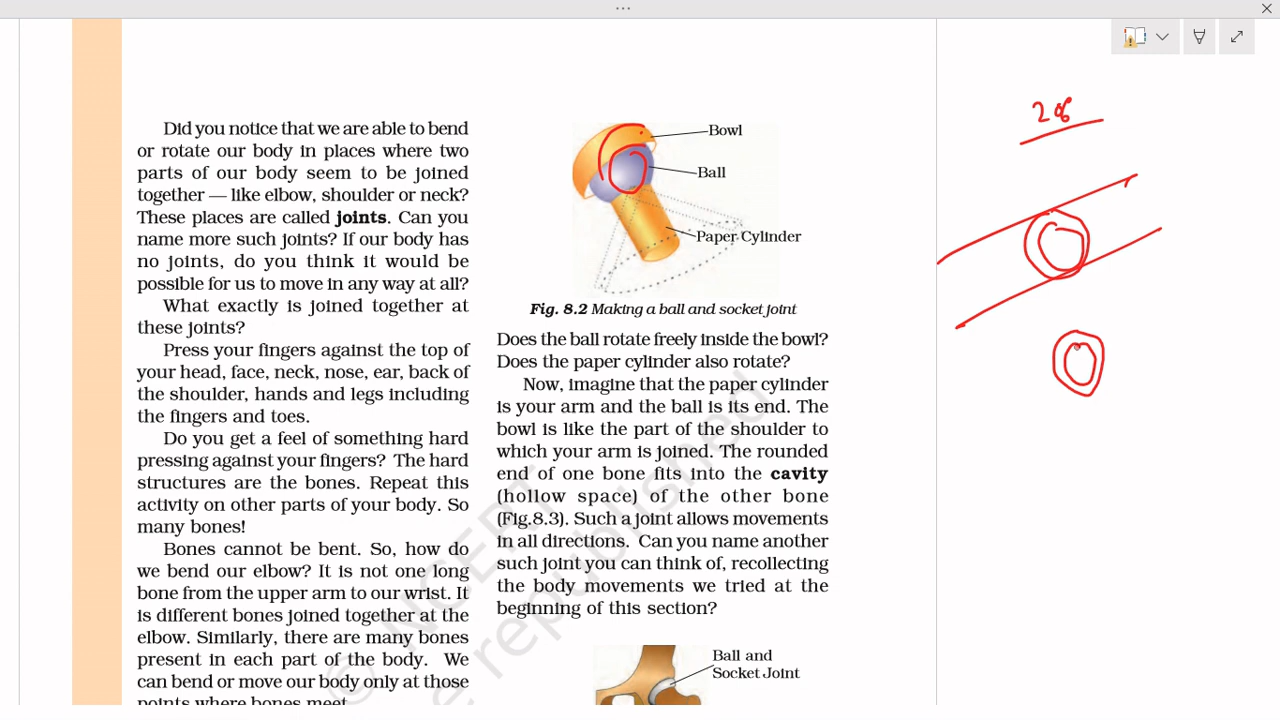 Did you notice that we are able to bend
or rotate our body in places where two
parts of our body seem to be joined
together — like elbow, shoulder or neck?
These places are called joints. Can you
name more such joints? If our body has
no joints, do you think it would be
possible for us to move in any way at all?
What exactly is joined together at
these joints?
Press your fingers against the top of
your head, face, neck, nose, ear, back of
the shoulder, hands and legs including
the fingers and toes.
Do you get a feel of something hard
pressing against your fingers? The hard
structures are the bones. Repeat this
activity on other parts of your body. So
many bones!
Bones cannot be bent. So, how do
we bend our elbow? It is not one long
bone from the upper arm to our wrist. It
is different bones joined together at the
elbow. Similarly, there are many bones
present in each part of the body. We
can bend or move our body only at those
points where bones meet.
Bowl
Ball
Paper Cylinder
Fig. 8.2 Making a ball and socket joint
Does the ball rotate freely inside the bowl?
Does the paper cylinder also rotate?
Now, imagine that the paper cylinder
is your arm and the ball is its end. The
bowl is like the part of the shoulder to
which your arm is joined. The rounded
end of one bone fits into the cavity
(hollow space) of the other bone
(Fig.8.3). Such a joint allows movements
in all directions. Can you name another
such joint you can think of, recollecting
the body movements we tried at the
beginning of this section?
Ball and
Socket Joint
© NCERT
republished